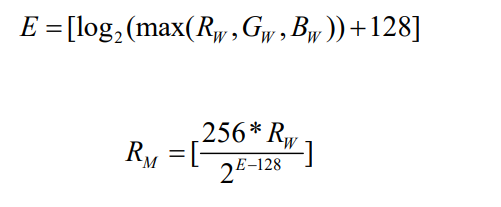 E = [log₂(max(R_W, G_W, B_W)) + 128]
R_M = [256 * R_W / 2^(E−128)]